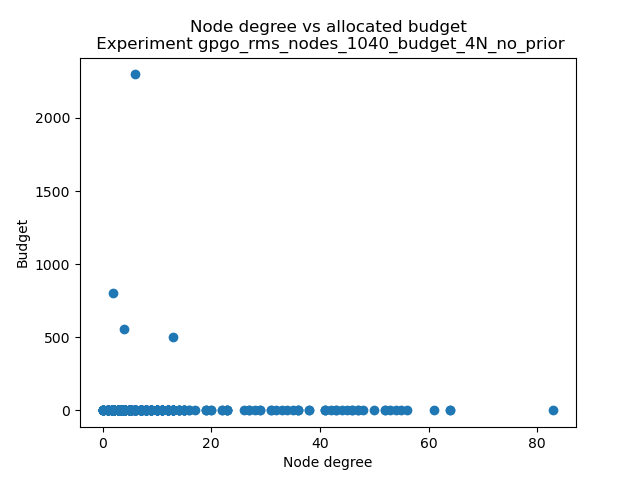 Node degree vs allocated budget
Experiment gpgo_rms_nodes_1040_budget_4N_no_prior
2000
1500
1000
500
0
Budget
0 20 40 60 80
Node degree